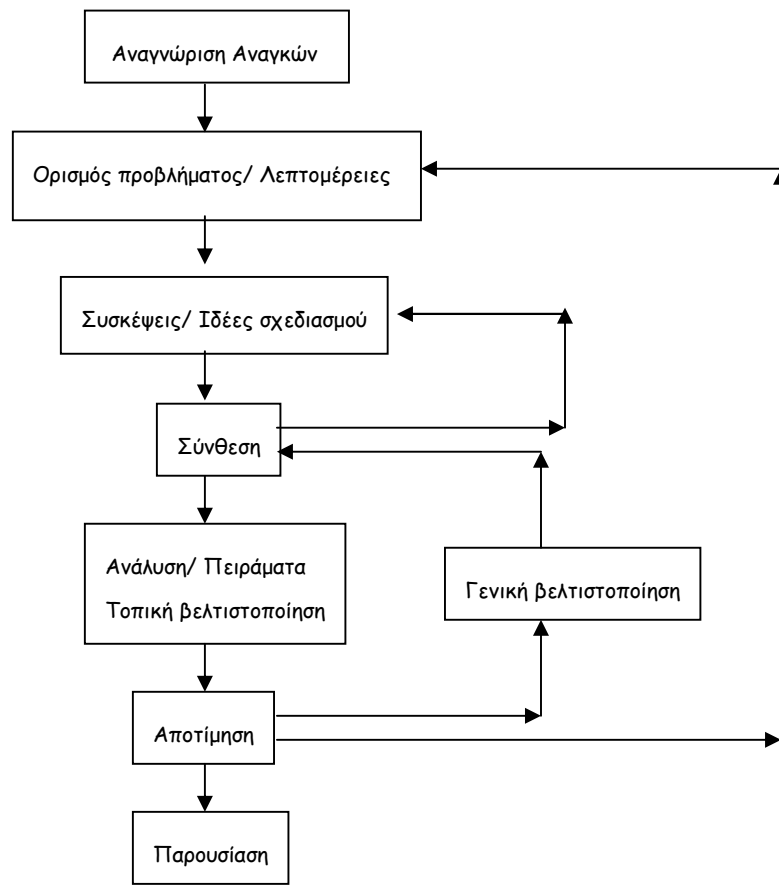 Αναγνώριση Αναγκών
Ορισμός προβλήματος/ Λεπτομέρειες
Συσκέψεις/ Ιδέες σχεδιασμού
Σύνθεση
Ανάλυση/ Πειράματα
Τοπική βελτιστοποίηση
Γενική βελτιστοποίηση
Αποτίμηση
Παρουσίαση